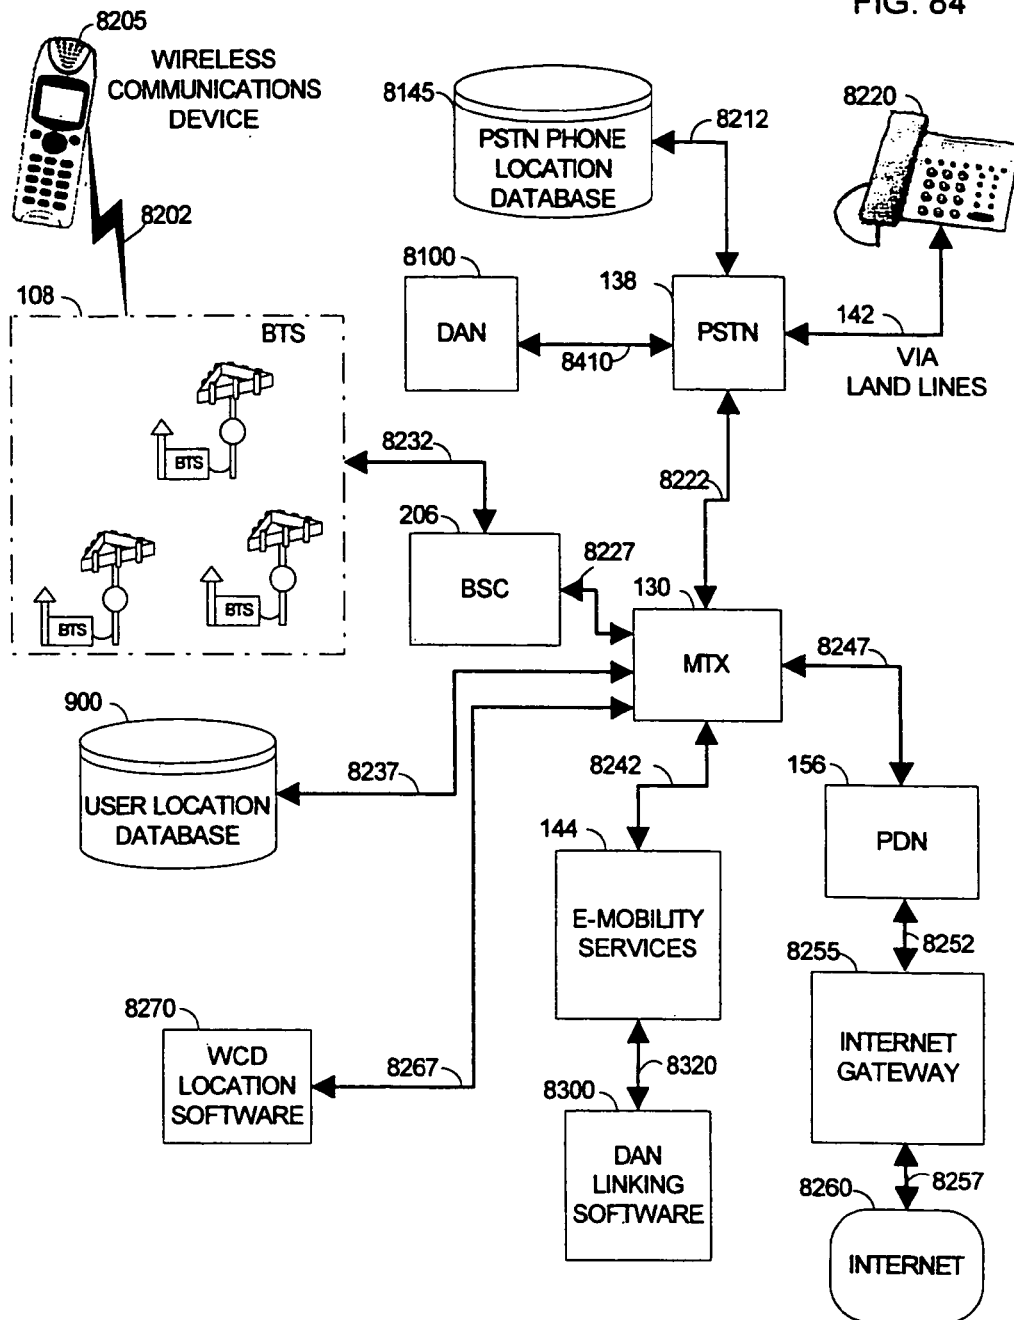 FIG. 84
8205
WIRELESS
COMMUNICATIONS
DEVICE
8202
8145
PSTN PHONE
LOCATION
DATABASE
8212
8220
8100
DAN
8410
138
PSTN
142
VIA
LAND LINES
108
BTS
BTS
BTS
BTS
8232
8222
206
BSC
8227
130
MTX
8247
900
USER LOCATION
DATABASE
8237
8242
156
PDN
144
E-MOBILITY
SERVICES
8252
8255
INTERNET
GATEWAY
8270
WCD
LOCATION
SOFTWARE
8267
8320
8300
DAN
LINKING
SOFTWARE
8257
8260
INTERNET